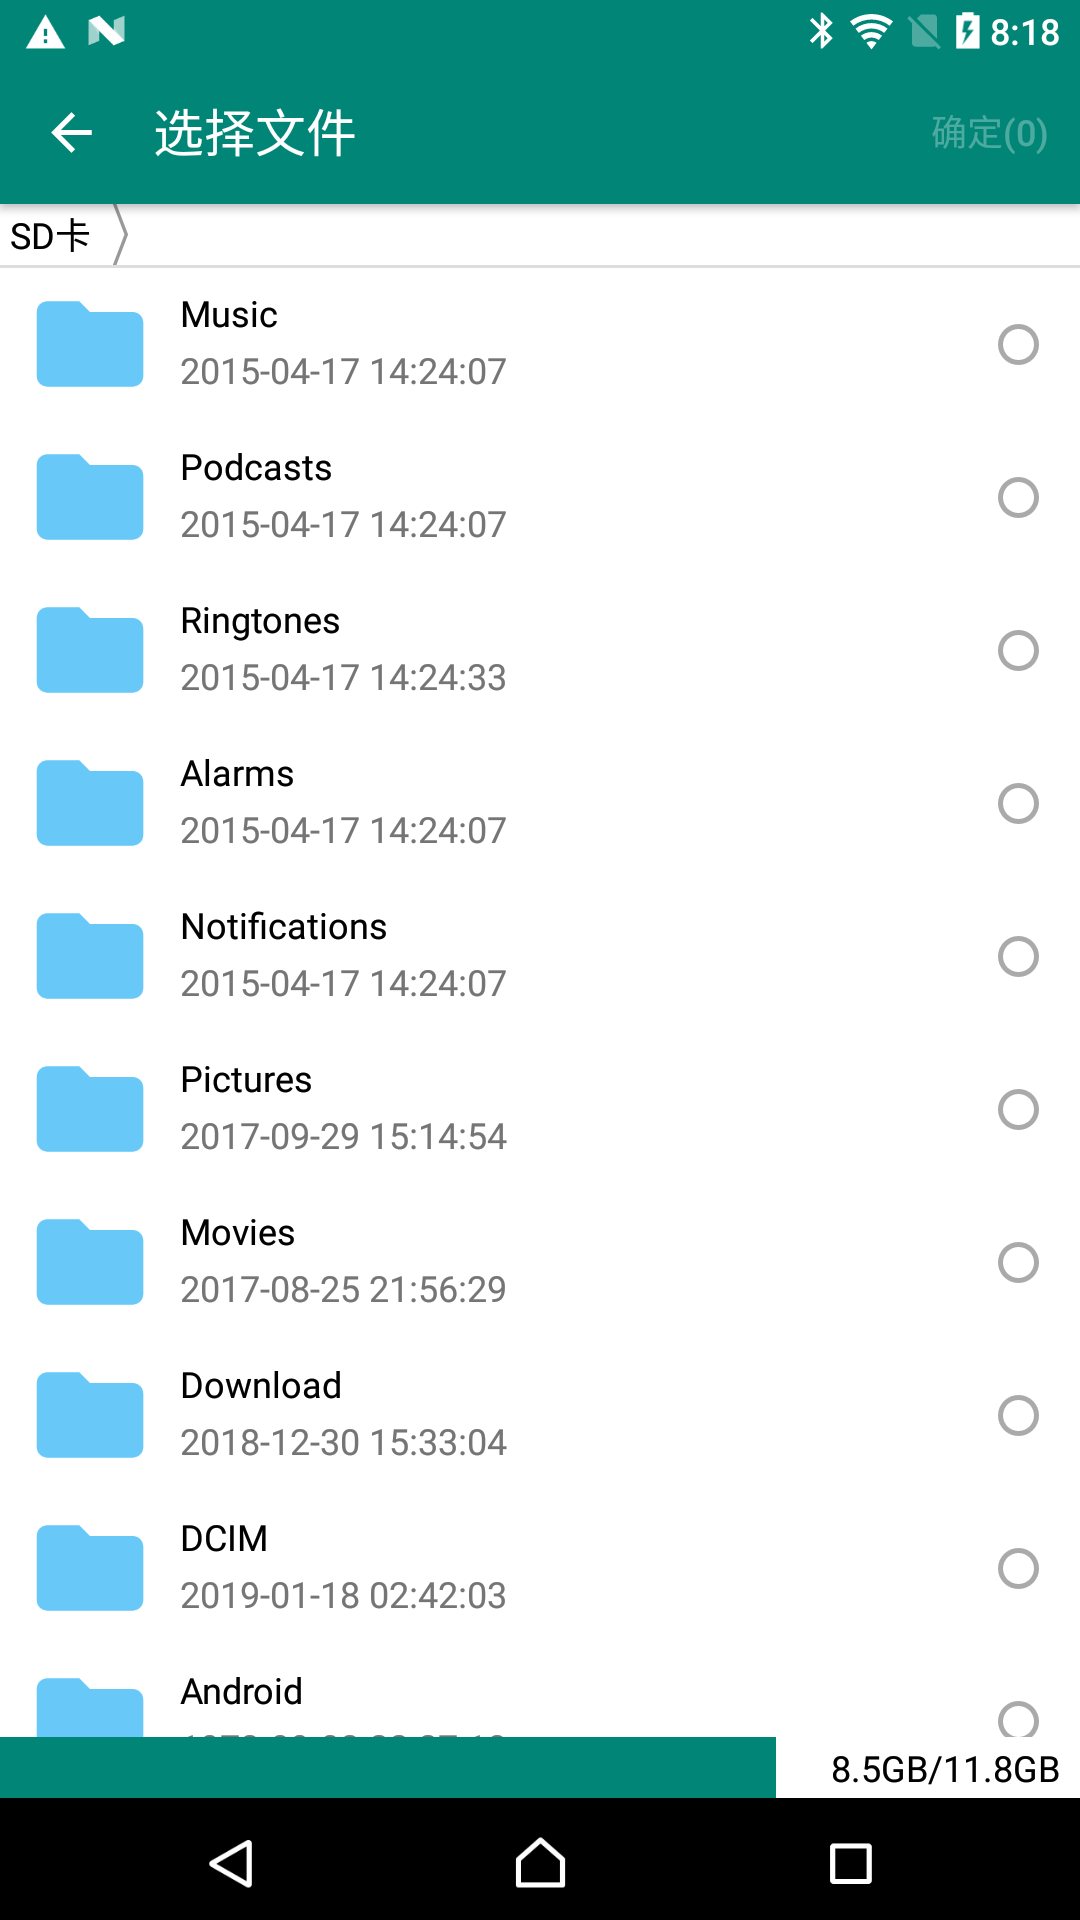 8:18
选择文件
确定(0)
SD卡
Music
2015-04-17 14:24:07
Podcasts
2015-04-17 14:24:07
Ringtones
2015-04-17 14:24:33
Alarms
2015-04-17 14:24:07
Notifications
2015-04-17 14:24:07
Pictures
2017-09-29 15:14:54
Movies
2017-08-25 21:56:29
Download
2018-12-30 15:33:04
DCIM
2019-01-18 02:42:03
Android
8.5GB/11.8GB